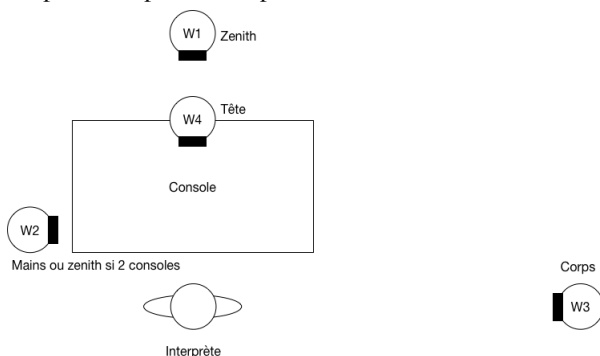 W1
Zenith
Tête
W4
Console
W2
Mains ou zenith si 2 consoles
Corps
W3
Interprète